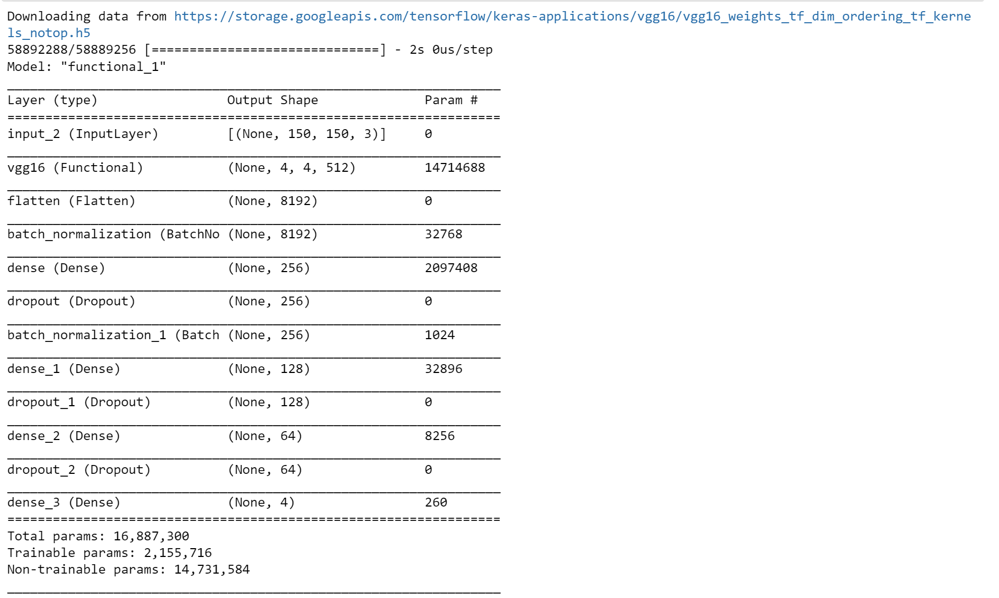 Downloading data from https://storage.googleapis.com/tensorflow/keras-applications/vgg16/vgg16_weights_tf_dim_ordering_tf_kerne
ls_notop.h5
58892288/58889256 [==============================] - 2s 0us/step
Model: "functional_1"
_________________________________________________________________
Layer (type)                 Output Shape              Param #
=================================================================
input_2 (InputLayer)         [(None, 150, 150, 3)]     0
_________________________________________________________________
vgg16 (Functional)           (None, 4, 4, 512)         14714688
_________________________________________________________________
flatten (Flatten)            (None, 8192)              0
_________________________________________________________________
batch_normalization (BatchNo (None, 8192)              32768
_________________________________________________________________
dense (Dense)                (None, 256)               2097408
_________________________________________________________________
dropout (Dropout)            (None, 256)               0
_________________________________________________________________
batch_normalization_1 (Batch (None, 256)               1024
_________________________________________________________________
dense_1 (Dense)              (None, 128)               32896
_________________________________________________________________
dropout_1 (Dropout)          (None, 128)               0
_________________________________________________________________
dense_2 (Dense)              (None, 64)                8256
_________________________________________________________________
dropout_2 (Dropout)          (None, 64)                0
_________________________________________________________________
dense_3 (Dense)              (None, 4)                 260
=================================================================
Total params: 16,887,300
Trainable params: 2,155,716
Non-trainable params: 14,731,584
_________________________________________________________________